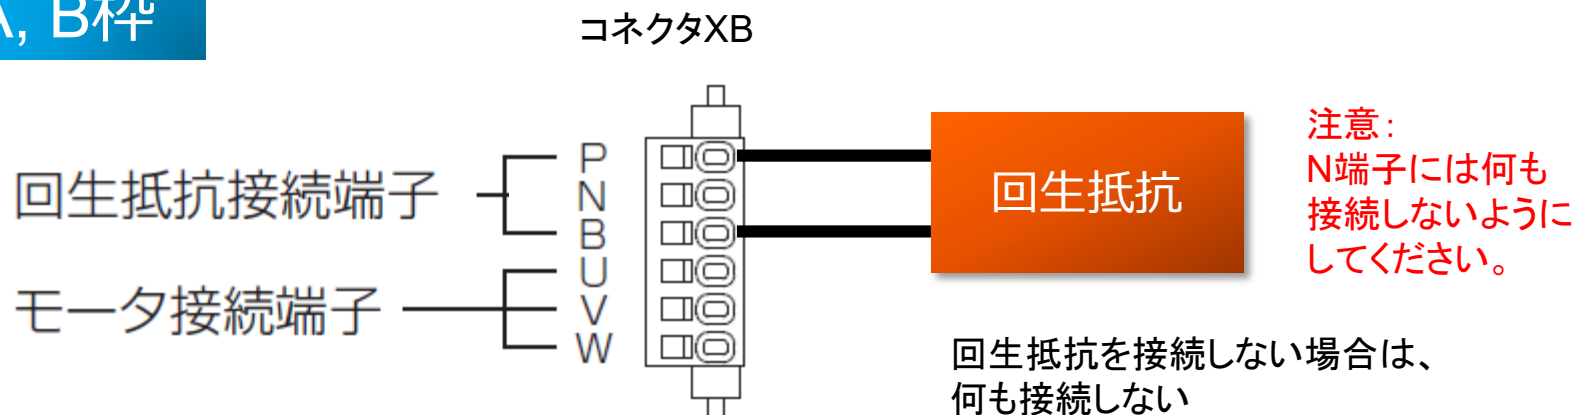 A, B枠
コネクタXB
回生抵抗接続端子
P
N
B
モータ接続端子
U
V
W
回生抵抗
注意：
N端子には何も
接続しないように
してください。
回生抵抗を接続しない場合は、
何も接続しない